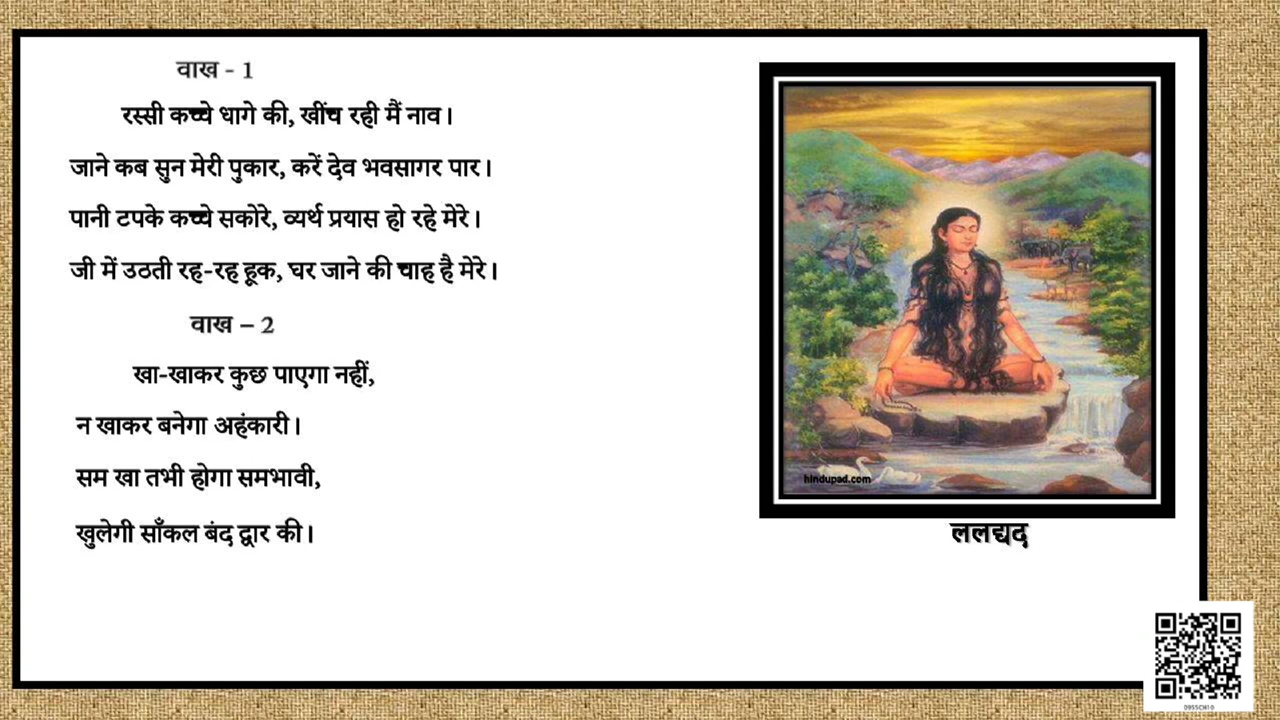 वाख - 1
रस्सी कच्चे धागे की, खींच रही मैं नाव।
जाने कब सुन मेरी पुकार, करें देव भवसागर पार।
पानी टपके कच्चे सकोरे, व्यर्थ प्रयास हो रहे मेरे।
जी में उठती रह-रह हूक, घर जाने की चाह है मेरे।
वाख – 2
खा-खाकर कुछ पाएगा नहीं,
न खाकर बनेगा अहंकारी।
सम खा तभी होगा समभावी,
खुलेगी साँकल बंद द्वार की।
hindupad.com
ललद्यद
0955CH10